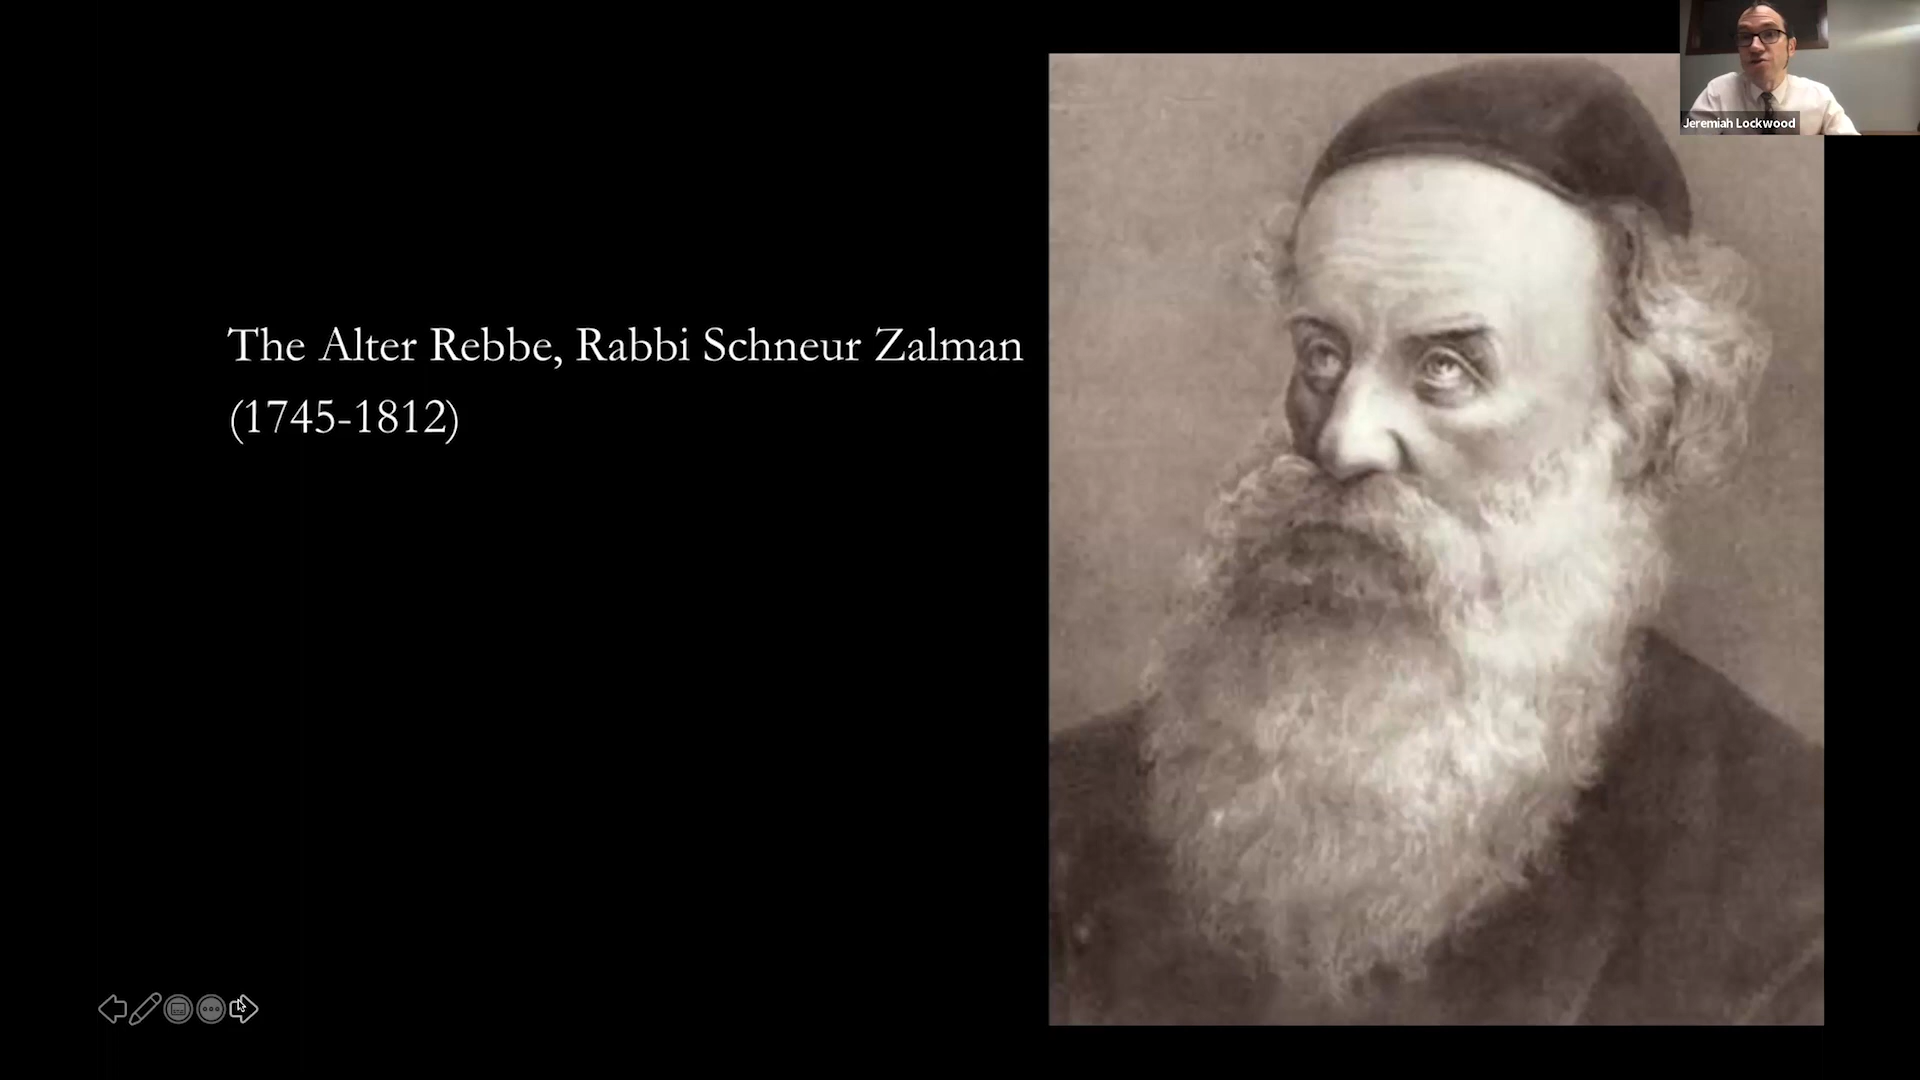 The Alter Rebbe, Rabbi Schneur Zalman
(1745-1812)
Jeremiah Lockwood